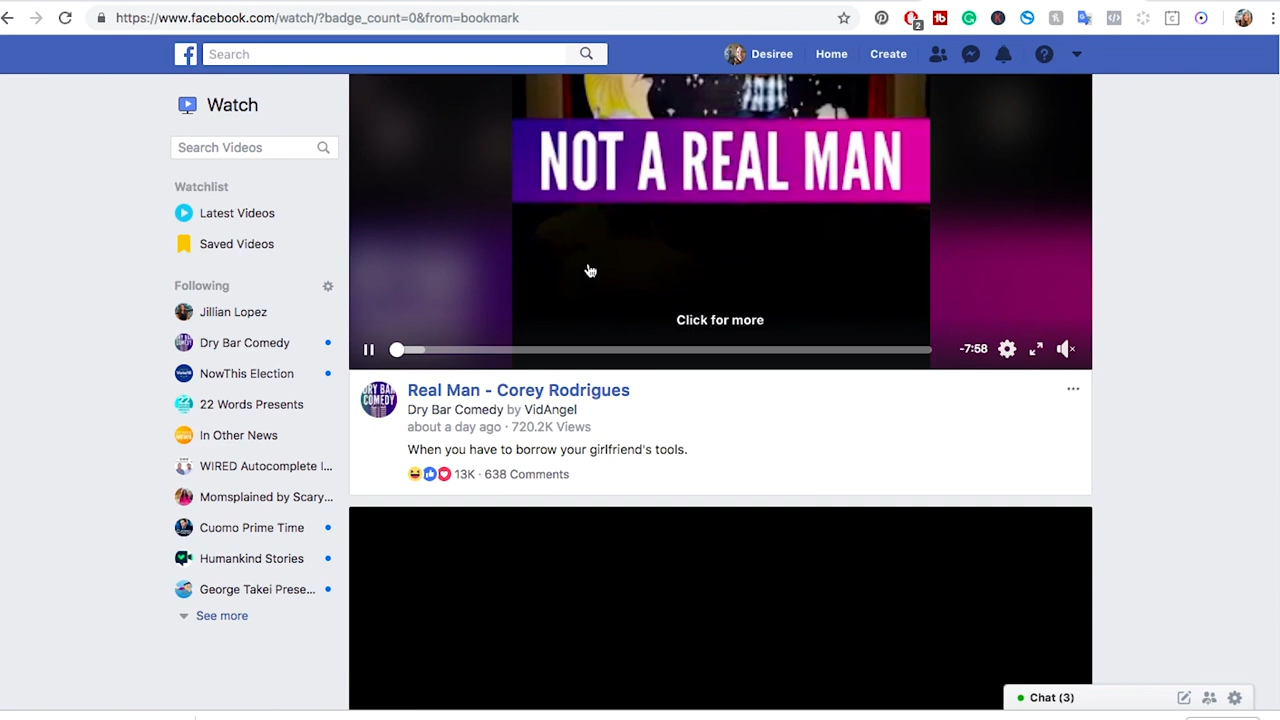 https://www.facebook.com/watch/?badge_count=0&from=bookmark
2
Search
Desiree
Home
Create
Watch
Search Videos
Watchlist
Latest Videos
Saved Videos
Following
Jillian Lopez
Dry Bar Comedy
NowThis Election
22 Words Presents
In Other News
WIRED Autocomplete I...
Momsplained by Scary...
Cuomo Prime Time
Humankind Stories
George Takei Prese...
See more
NOT A REAL MAN
Click for more
-7:58
DRY BAR
COMEDY
Real Man - Corey Rodrigues
Dry Bar Comedy by VidAngel
about a day ago · 720.2K Views
When you have to borrow your girlfriend's tools.
13K · 638 Comments
Chat (3)